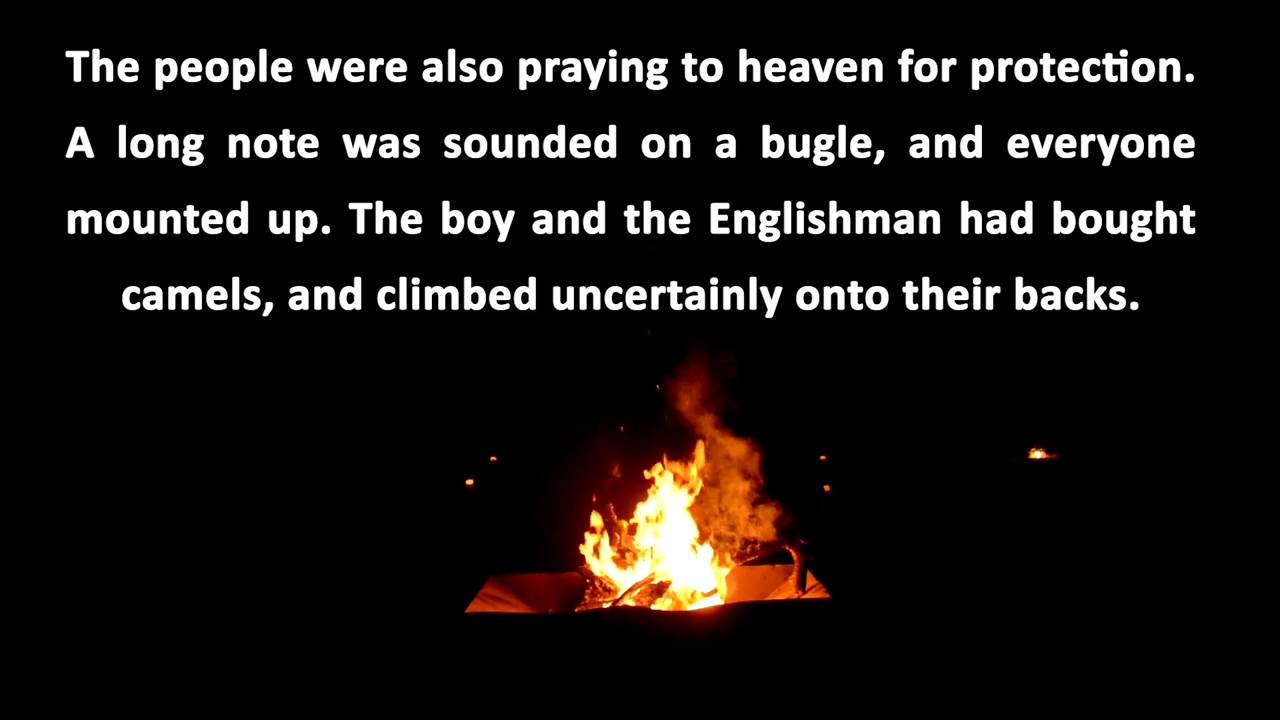 The people were also praying to heaven for protection.
A long note was sounded on a bugle, and everyone
mounted up. The boy and the Englishman had bought
camels, and climbed uncertainly onto their backs.